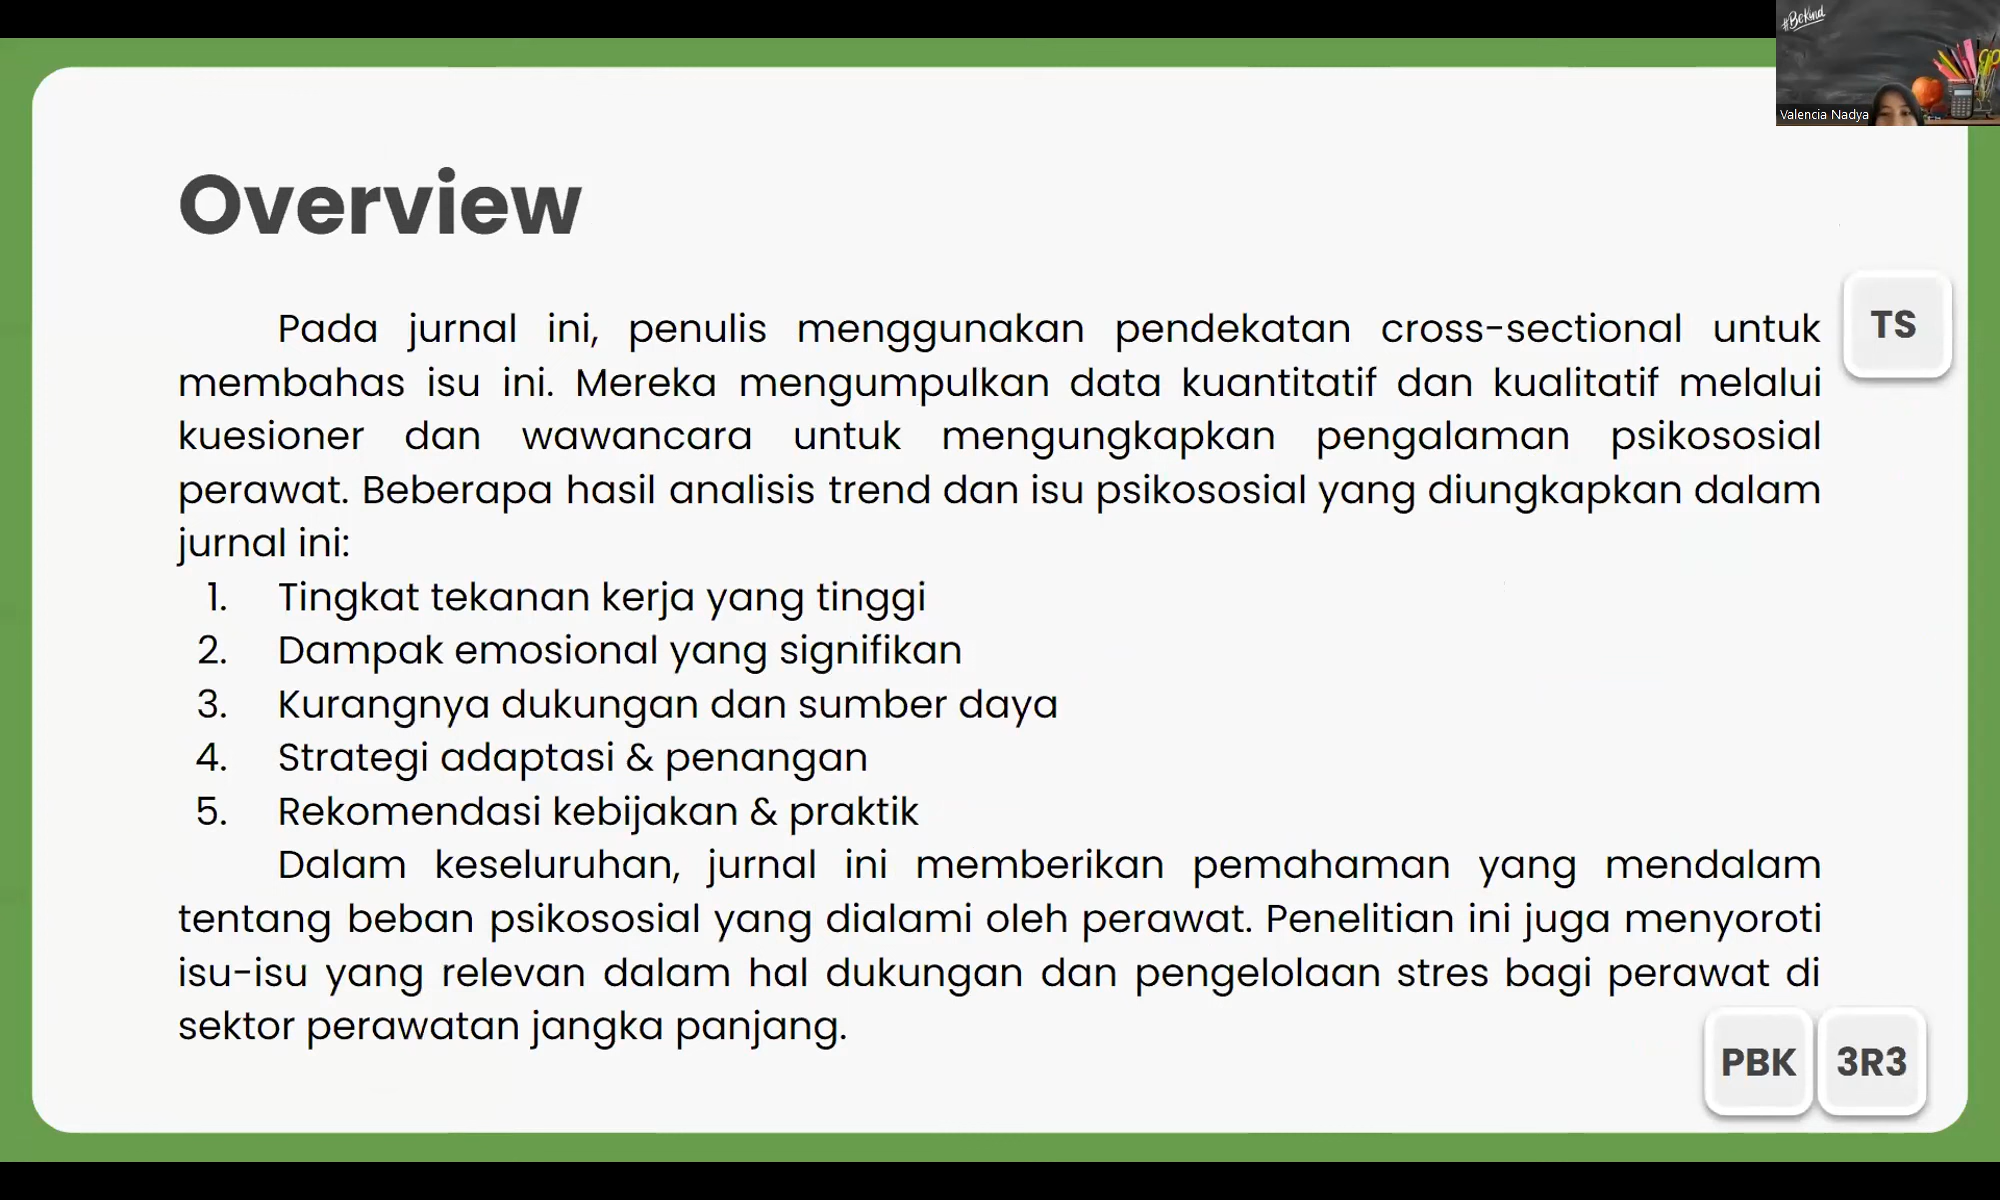 #BeKind
Valencia Nadya
Overview
Pada jurnal ini, penulis menggunakan pendekatan cross-sectional untuk
membahas isu ini. Mereka mengumpulkan data kuantitatif dan kualitatif melalui
kuesioner dan wawancara untuk mengungkapkan pengalaman psikososial
perawat. Beberapa hasil analisis trend dan isu psikososial yang diungkapkan dalam
jurnal ini:
1. Tingkat tekanan kerja yang tinggi
2. Dampak emosional yang signifikan
3. Kurangnya dukungan dan sumber daya
4. Strategi adaptasi & penangan
5. Rekomendasi kebijakan & praktik
Dalam keseluruhan, jurnal ini memberikan pemahaman yang mendalam
tentang beban psikososial yang dialami oleh perawat. Penelitian ini juga menyoroti
isu-isu yang relevan dalam hal dukungan dan pengelolaan stres bagi perawat di
sektor perawatan jangka panjang.
TS
PBK
3R3